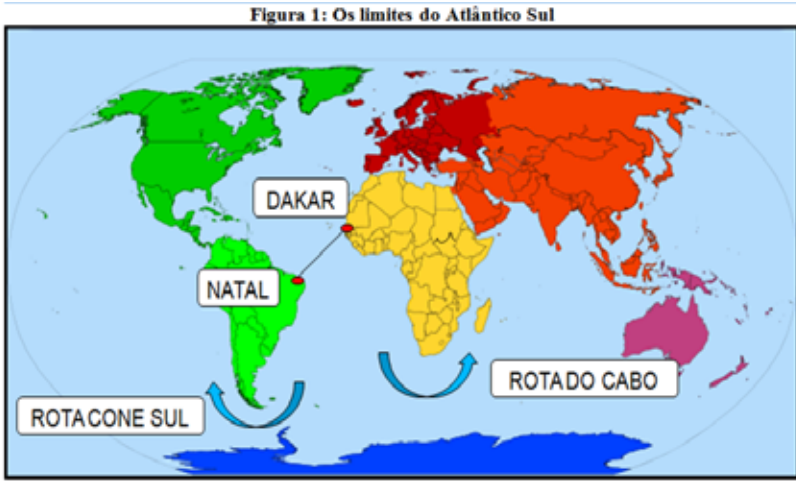 Figura 1: Os limites do Atlântico Sul
DAKAR
NATAL
ROTA DO CABO
ROTA CONE SUL